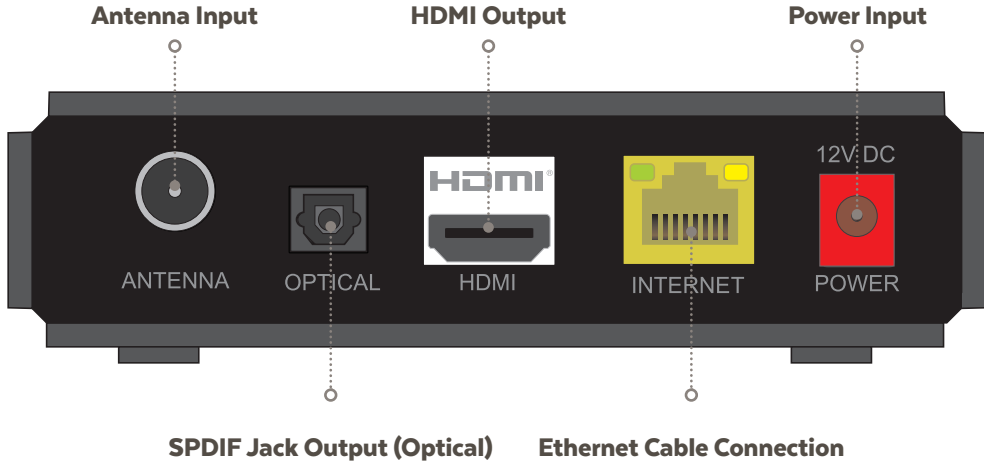 Antenna Input
HDMI Output
Power Input
12V DC
HDMI®
ANTENNA
OPTICAL
HDMI
INTERNET
POWER
SPDIF Jack Output (Optical)
Ethernet Cable Connection